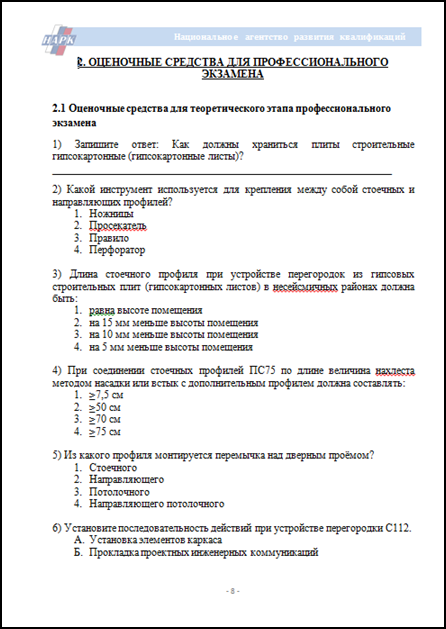 НАРК
Национальное агентство развития квалификаций
2. ОЦЕНОЧНЫЕ СРЕДСТВА ДЛЯ ПРОФЕССИОНАЛЬНОГО
ЭКЗАМЕНА
2.1 Оценочные средства для теоретического этапа профессионального
экзамена
1) Запишите ответ: Как должны храниться плиты строительные
гипсокартонные (гипсокартонные листы)?
2) Какой инструмент используется для крепления между собой стоечных и
направляющих профилей?
1. Ножницы
2. Просекатель
3. Правило
4. Перфоратор
3) Длина стоечного профиля при устройстве перегородок из гипсовых
строительных плит (гипсокартонных листов) в несейсмичных районах должна
быть:
1. равна высоте помещения
2. на 15 мм меньше высоты помещения
3. на 10 мм меньше высоты помещения
4. на 5 мм меньше высоты помещения
4) При соединении стоечных профилей ПС75 по длине величина нахлеста
методом насадки или встык с дополнительным профилем должна составлять:
1. ≥7,5 см
2. ≥50 см
3. ≥70 см
4. ≥75 см
5) Из какого профиля монтируется перемычка над дверным проёмом?
1. Стоечного
2. Направляющего
3. Потолочного
4. Направляющего потолочного
6) Установите последовательность действий при устройстве перегородки С112.
А. Установка элементов каркаса
Б. Прокладка проектных инженерных коммуникаций
- 8 -